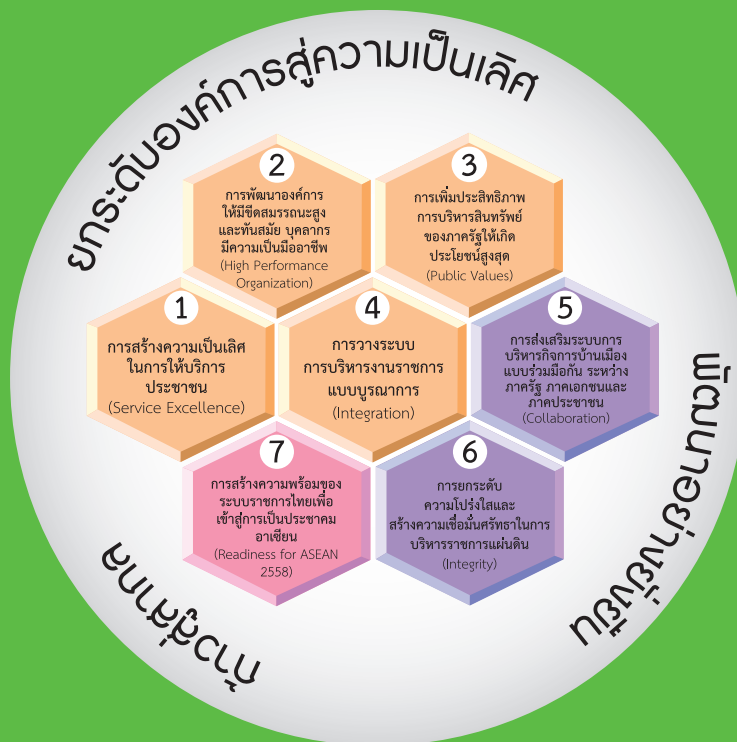 ยกระดับองค์การสู่ความเป็นเลิศ
1
การสร้างความเป็นเลิศ
ในการให้บริการ
ประชาชน
(Service Excellence)
2
การพัฒนาองค์การ
ให้มีขีดสมรรถนะสูง
และทันสมัย บุคลากร
มีความเป็นมืออาชีพ
(High Performance
Organization)
3
การเพิ่มประสิทธิภาพ
การบริหารสินทรัพย์
ของภาครัฐให้เกิด
ประโยชน์สูงสุด
(Public Values)
4
การวางระบบ
การบริหารงานราชการ
แบบบูรณาการ
(Integration)
5
การส่งเสริมระบบการ
บริหารกิจการบ้านเมือง
แบบร่วมมือกัน ระหว่าง
ภาครัฐ ภาคเอกชนและ
ภาคประชาชน
(Collaboration)
6
การยกระดับ
ความโปร่งใสและ
สร้างความเชื่อมั่นศรัทธาในการ
บริหารราชการแผ่นดิน
(Integrity)
7
การสร้างความพร้อมของ
ระบบราชการไทยเพื่อ
เข้าสู่การเป็นประชาคม
อาเซียน
(Readiness for ASEAN
2558)
พัฒนาอย่างยั่งยืน
ก้าวสู่สากล